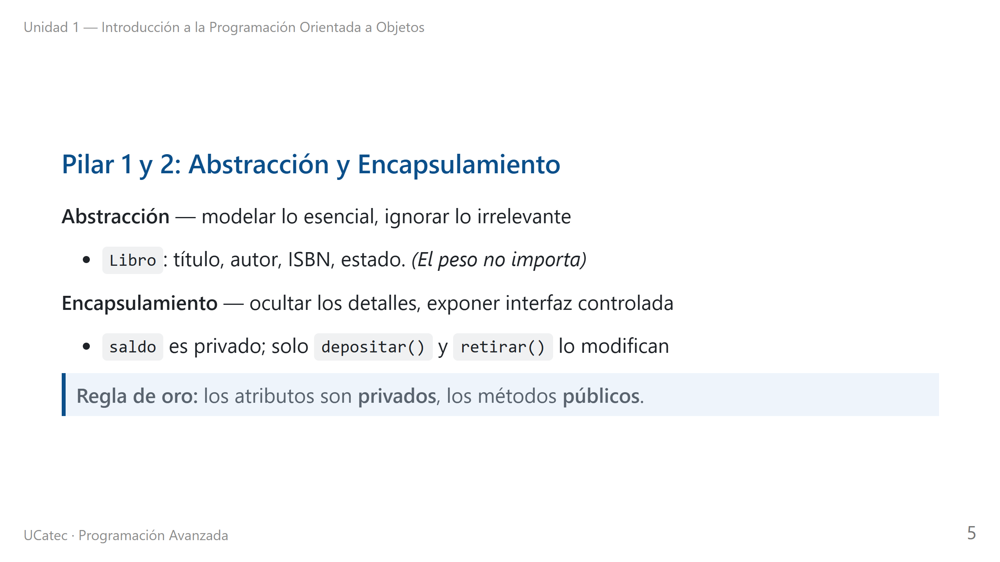 Unidad 1 — Introducción a la Programación Orientada a Objetos
Pilar 1 y 2: Abstracción y Encapsulamiento
Abstracción — modelar lo esencial, ignorar lo irrelevante
• Libro: título, autor, ISBN, estado. (El peso no importa)
Encapsulamiento — ocultar los detalles, exponer interfaz controlada
• saldo es privado; solo depositar() y retirar() lo modifican
Regla de oro: los atributos son privados, los métodos públicos.
UCatec · Programación Avanzada
5